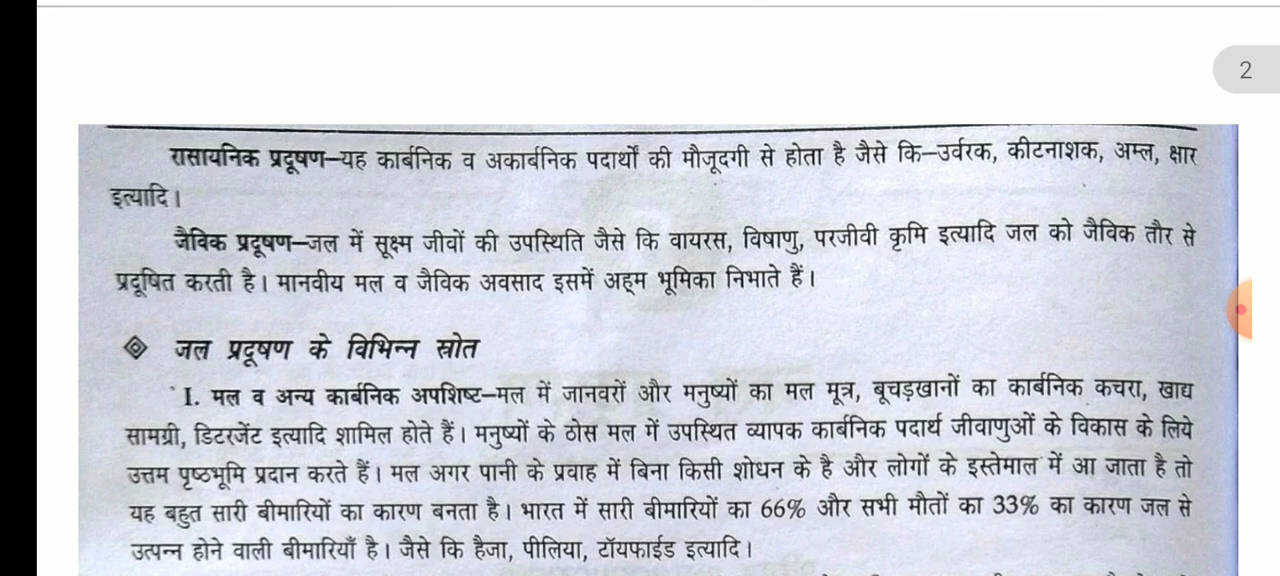 2
रासायनिक प्रदूषण–यह कार्बनिक व अकार्बनिक पदार्थों की मौजूदगी से होता है जैसे कि–उर्वरक, कीटनाशक, अम्ल, क्षार
इत्यादि।
जैविक प्रदूषण–जल में सूक्ष्म जीवों की उपस्थिति जैसे कि वायरस, विषाणु, परजीवी कृमि इत्यादि जल को जैविक तौर से
प्रदूषित करती है। मानवीय मल व जैविक अवसाद इसमें अहम भूमिका निभाते हैं।
जल प्रदूषण के विभिन्न स्रोत
I. मल व अन्य कार्बनिक अपशिष्ट–मल में जानवरों और मनुष्यों का मल मूत्र, बूचड़खानों का कार्बनिक कचरा, खाद्य
सामग्री, डिटरजेंट इत्यादि शामिल होते हैं। मनुष्यों के ठोस मल में उपस्थित व्यापक कार्बनिक पदार्थ जीवाणुओं के विकास के लिये
उत्तम पृष्ठभूमि प्रदान करते हैं। मल अगर पानी के प्रवाह में बिना किसी शोधन के है और लोगों के इस्तेमाल में आ जाता है तो
यह बहुत सारी बीमारियों का कारण बनता है। भारत में सारी बीमारियों का 66% और सभी मौतों का 33% का कारण जल से
उत्पन्न होने वाली बीमारियाँ है। जैसे कि हैजा, पीलिया, टॉयफाईड इत्यादि।